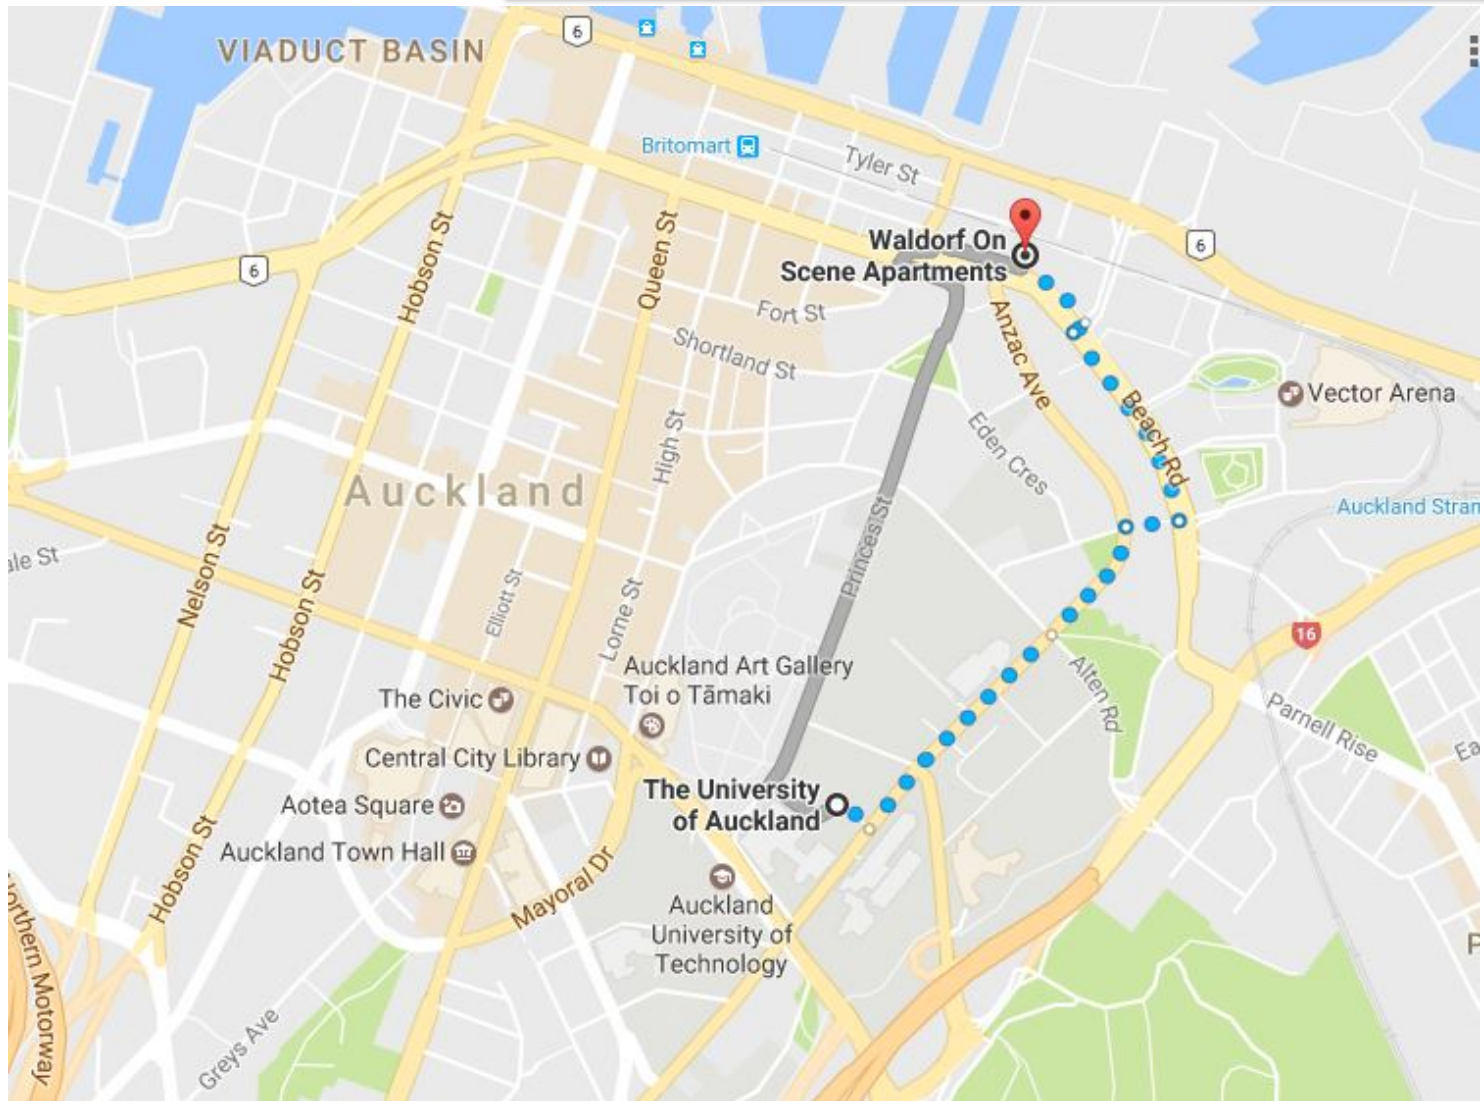 VIADUCT BASIN
6
Britomart
Tyler St
Waldorf On
Scene Apartments
6
6
Hobson St
Queen St
Fort St
Shortland St
Anzac Ave
Beach Rd
Vector Arena
High St
Eden Cres
Auckland
Auckland Stran
Princes St
Nelson St
ale St
Hobson St
Elliott St
Lorne St
16
Auckland Art Gallery
Toi o Tāmaki
Alten Rd
The Civic
Parnell Rise
Ea
Central City Library
The University
of Auckland
Aotea Square
Auckland Town Hall
Hobson St
Mayoral Dr
Auckland
University of
Technology
orthern Motorway
Greys Ave
P